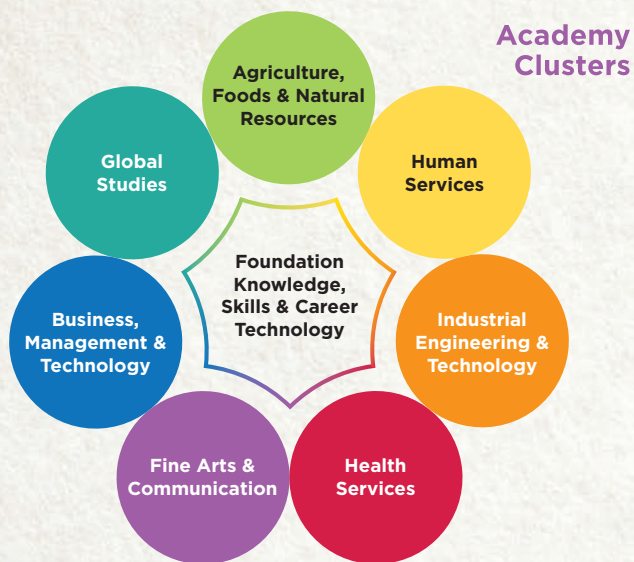 Academy
Clusters
Agriculture,
Foods & Natural
Resources
Human
Services
Industrial
Engineering &
Technology
Health
Services
Fine Arts &
Communication
Business,
Management &
Technology
Global
Studies
Foundation
Knowledge,
Skills & Career
Technology